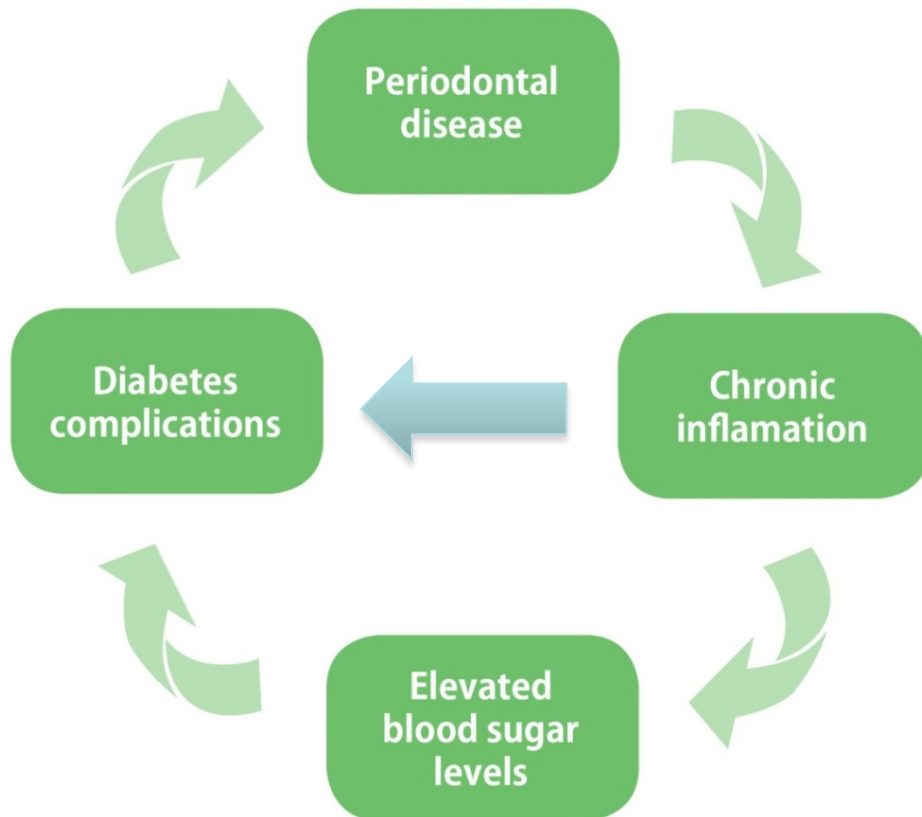 Periodontal
disease
Diabetes
complications
Chronic
inflamation
Elevated
blood sugar
levels